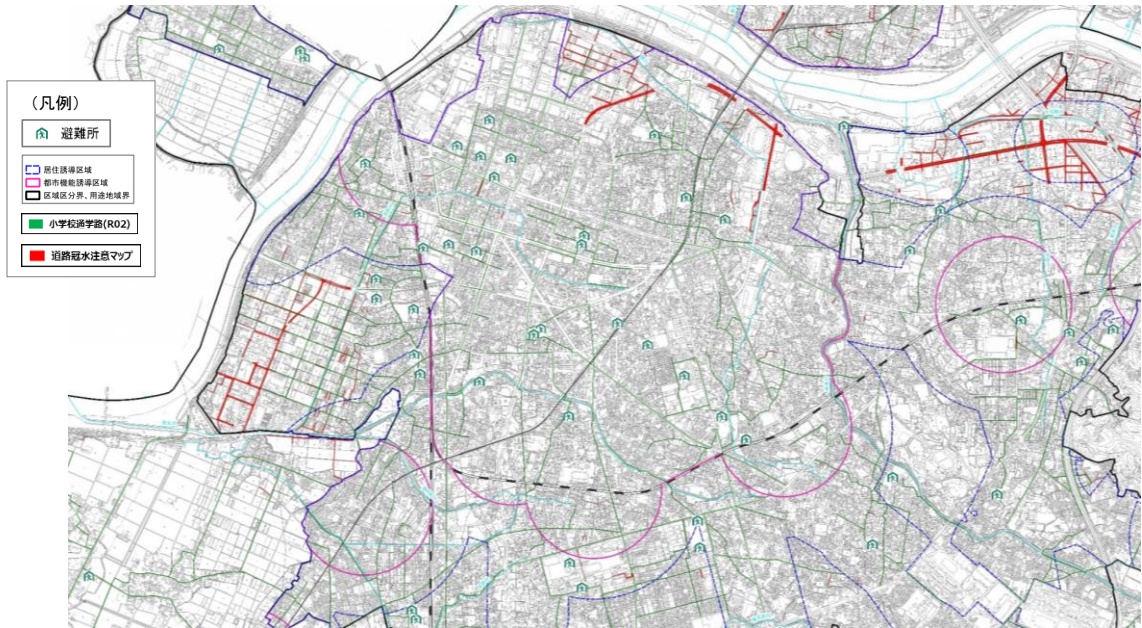 (凡例)
避難所
居住誘導区域
都市機能誘導区域
区域区分界、用途地域界
小学校通学路(R02)
道路冠水注意マップ